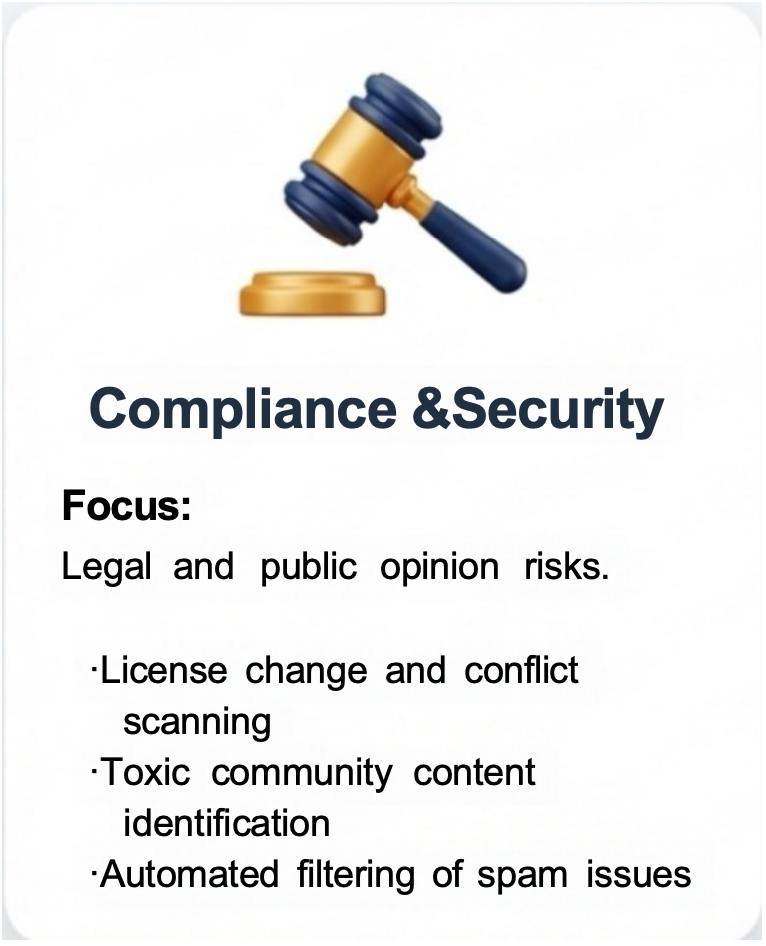 Compliance &Security
Focus:
Legal and public opinion risks.
·License change and conflict
scanning
·Toxic community content
identification
·Automated filtering of spam issues